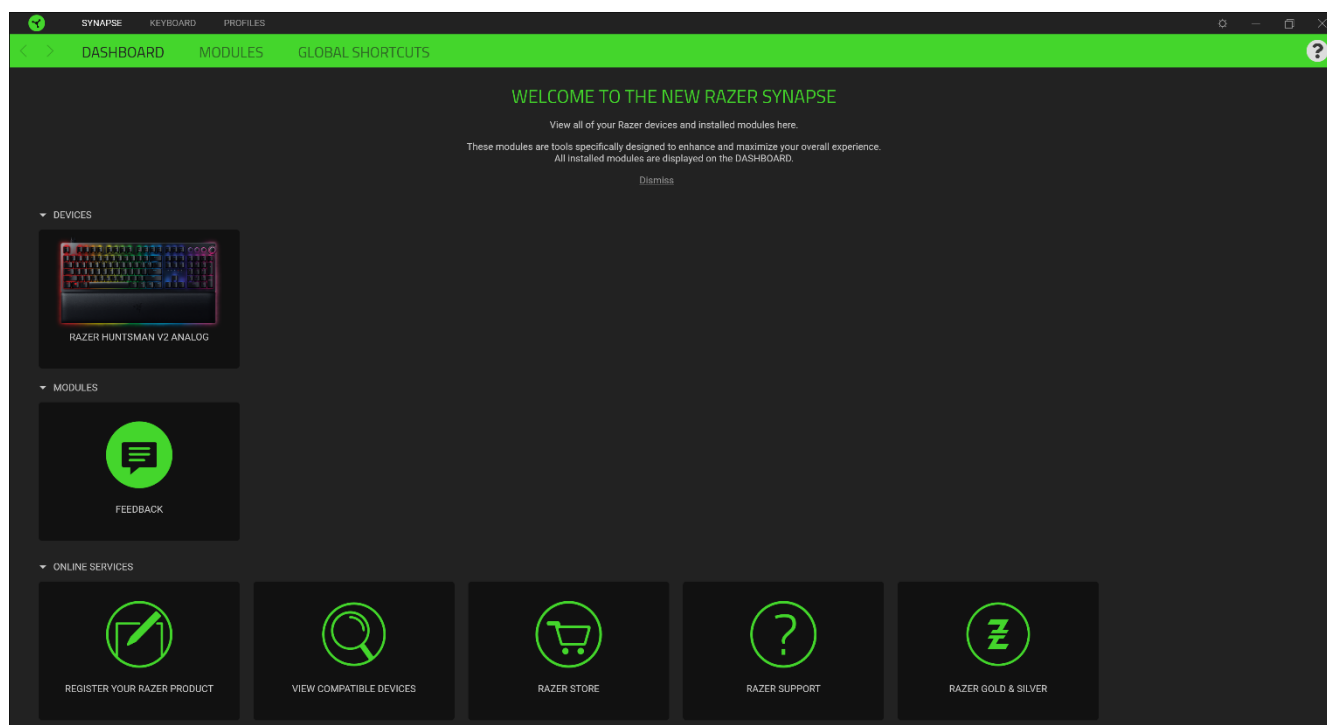 SYNAPSE KEYBOARD PROFILES
DASHBOARD MODULES GLOBAL SHORTCUTS
?
WELCOME TO THE NEW RAZER SYNAPSE
View all of your Razer devices and installed modules here.
These modules are tools specifically designed to enhance and maximize your overall experience.
All installed modules are displayed on the DASHBOARD.
Dismiss
DEVICES
RAZER HUNTSMAN V2 ANALOG
MODULES
FEEDBACK
ONLINE SERVICES
REGISTER YOUR RAZER PRODUCT
VIEW COMPATIBLE DEVICES
RAZER STORE
RAZER SUPPORT
RAZER GOLD & SILVER